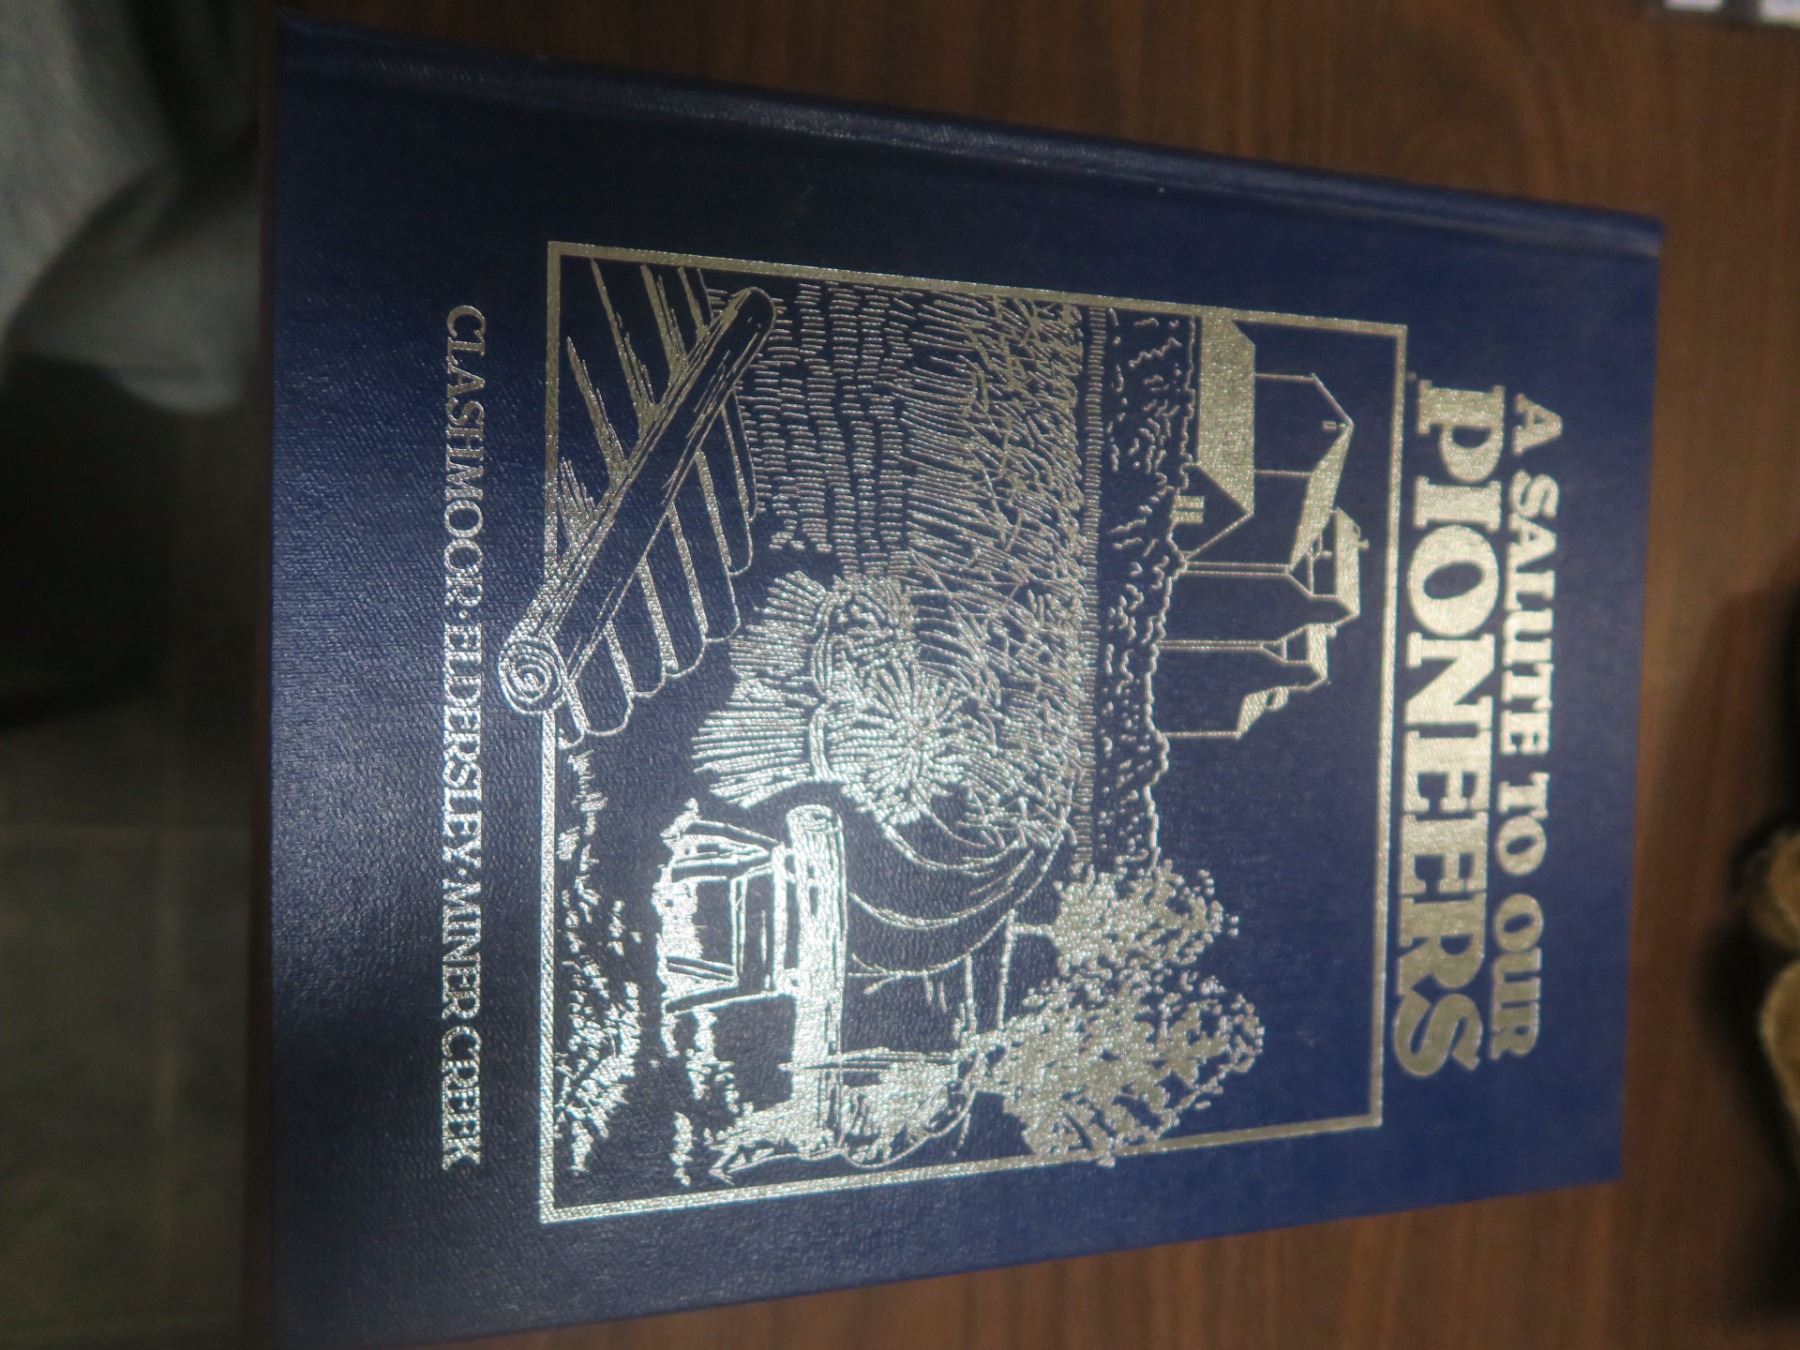 A SALUTE TO OUR
PIONEERS
CLASHMOOR·ELDERSLEY·MINER CREEK